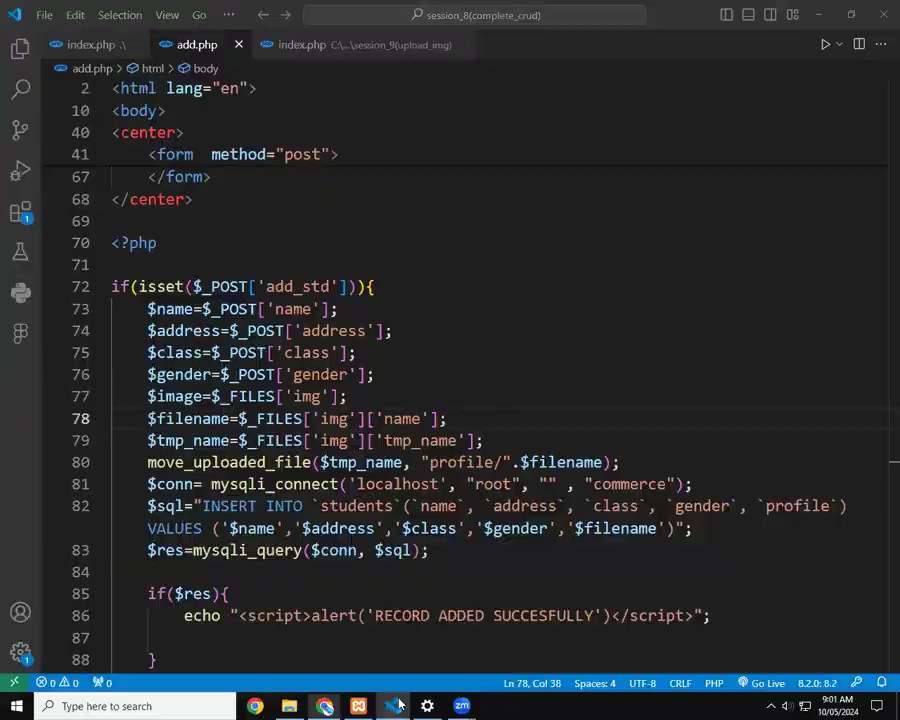 File Edit Selection View Go ··· session_8(complete_crud)
index.php .\ add.php index.php C:\...\session_9(upload_img)
add.php > html > body
2 <html lang="en">
10 <body>
40 <center>
41 <form method="post">
67 </form>
68 </center>
69
70 <?php
71
72 if(isset($_POST['add_std'])){
73 $name=$_POST['name'];
74 $address=$_POST['address'];
75 $class=$_POST['class'];
76 $gender=$_POST['gender'];
77 $image=$_FILES['img'];
78 $filename=$_FILES['img']['name'];
79 $tmp_name=$_FILES['img']['tmp_name'];
80 move_uploaded_file($tmp_name, "profile/".$filename);
81 $conn= mysqli_connect('localhost', "root", "" , "commerce");
82 $sql="INSERT INTO `students`(`name`, `address`, `class`, `gender`, `profile`)
VALUES ('$name','$address','$class','$gender','$filename')";
83 $res=mysqli_query($conn, $sql);
84
85 if($res){
86 echo "<script>alert('RECORD ADDED SUCCESFULLY')</script>";
87
88 }
0 0 0 Ln 78, Col 38 Spaces: 4 UTF-8 CRLF PHP Go Live 8.2.0: 8.2
Type here to search zm 9:01 AM
10/05/2024